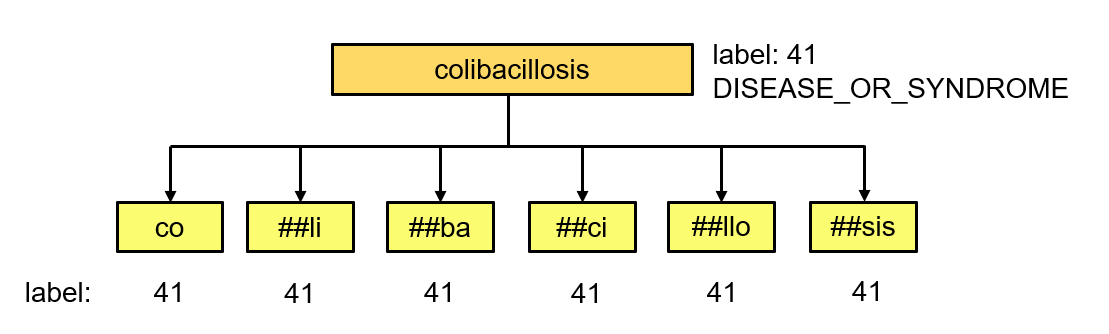 colibacillosis
label: 41
DISEASE_OR_SYNDROME
co ##li ##ba ##ci ##llo ##sis
label: 41 41 41 41 41 41